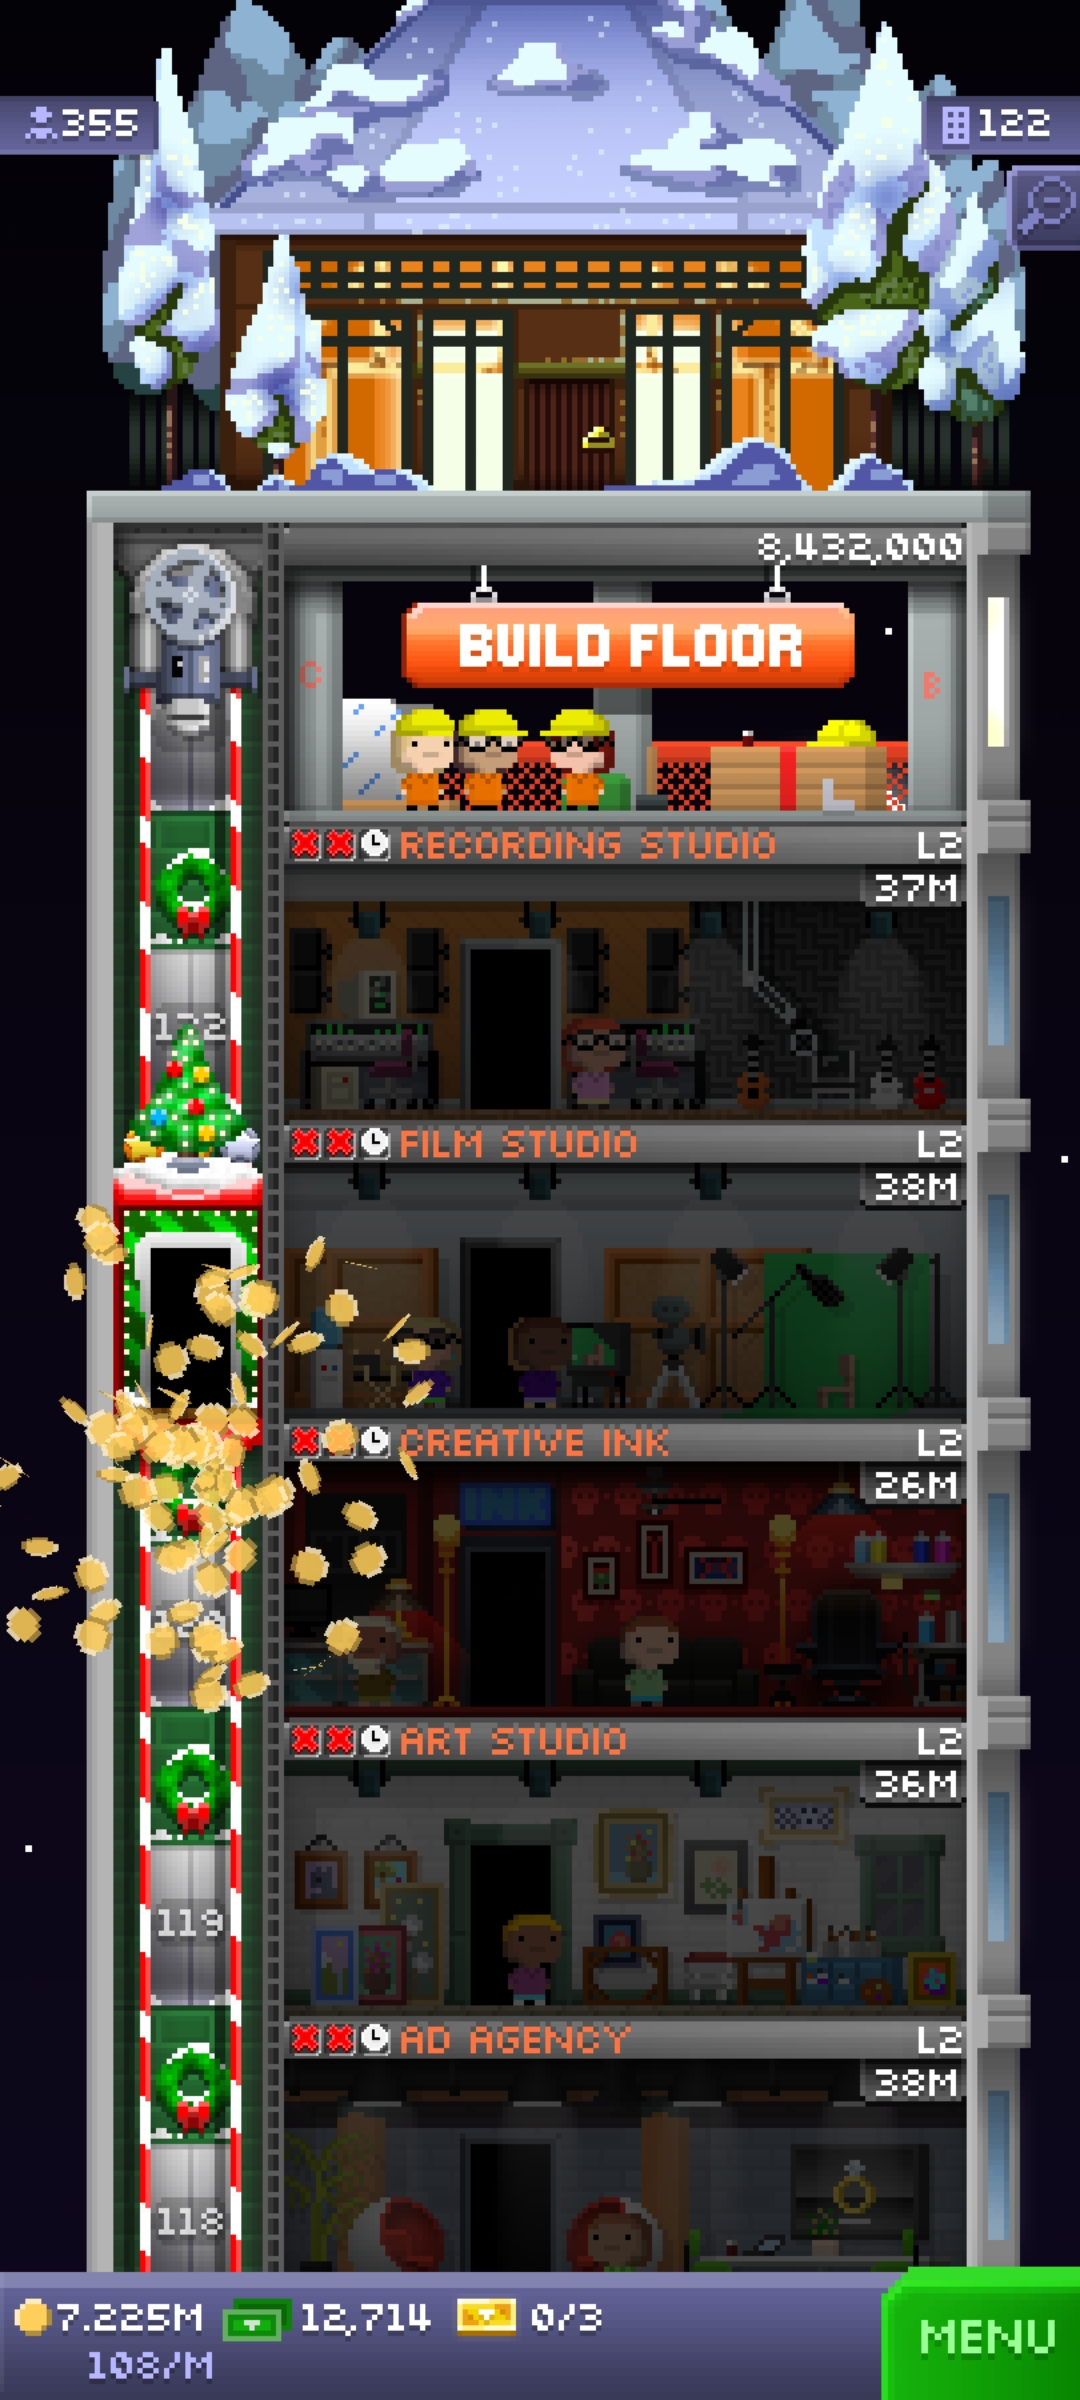 355
122
8,432,000
BUILD FLOOR
C
B
RECORDING STUDIO L2
37M
122
FILM STUDIO L2
38M
CREATIVE INK L2
26M
INK
ART STUDIO L2
36M
119
AD AGENCY L2
38M
118
7.225M 12,714 0/3
108/M
MENU